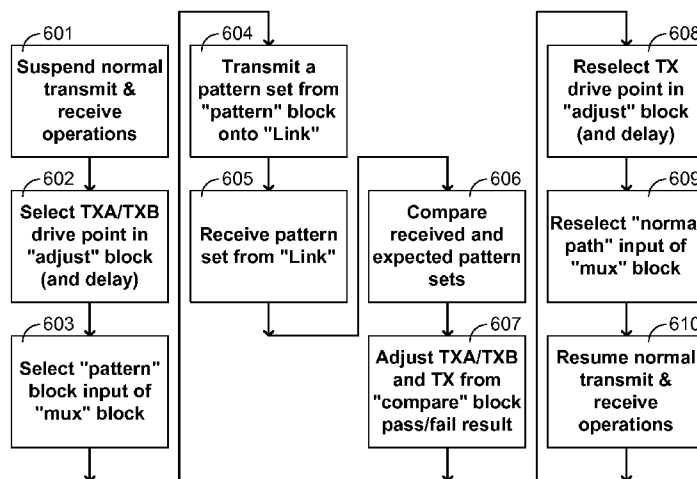 601
Suspend normal
transmit &
receive
operations
602
Select TXA/TXB
drive point in
"adjust" block
(and delay)
603
Select "pattern"
block input of
"mux" block
604
Transmit a
pattern set from
"pattern" block
onto "Link"
605
Receive pattern
set from "Link"
606
Compare
received and
expected pattern
sets
607
Adjust TXA/TXB
and TX from
"compare" block
pass/fail result
608
Reselect TX
drive point in
"adjust" block
(and delay)
609
Reselect "norma
path" input of
"mux" block
610
Resume normal
transmit &
receive
operations